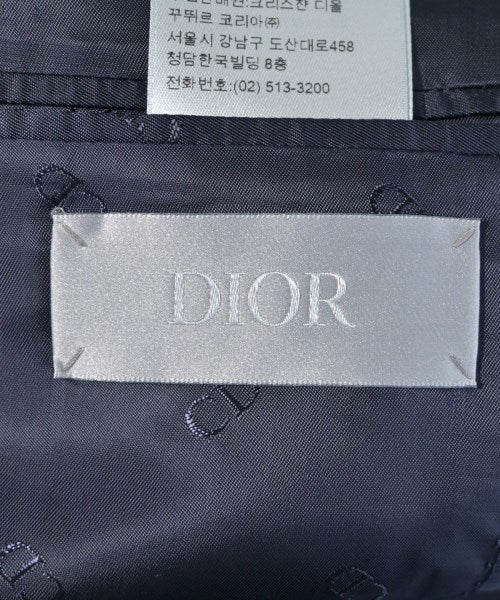 크리스챤 디올
꾸뛰르 코리아㈜
서울시 강남구 도산대로458
청담한국빌딩 8층
전화번호:(02) 513-3200
DIOR